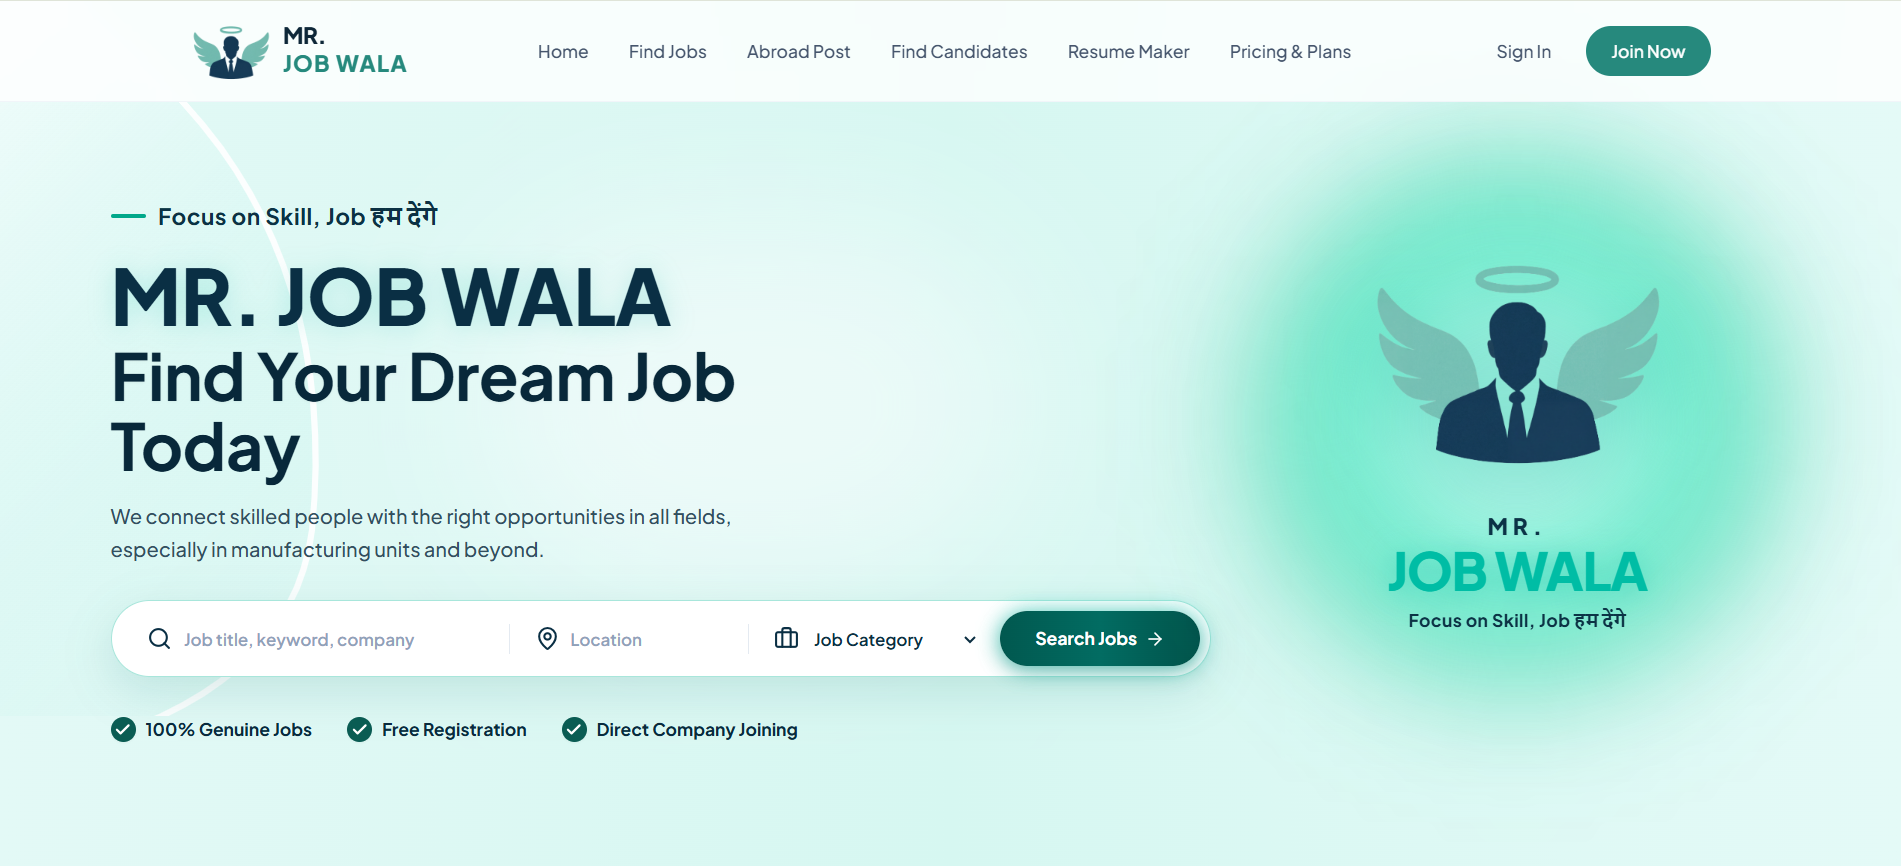 MR.
JOB WALA
Home
Find Jobs
Abroad Post
Find Candidates
Resume Maker
Pricing & Plans
Sign In
Join Now
Focus on Skill, Job हम देंगे
MR. JOB WALA
Find Your Dream Job
Today
We connect skilled people with the right opportunities in all fields,
especially in manufacturing units and beyond.
Job title, keyword, company
Location
Job Category
Search Jobs →
100% Genuine Jobs
Free Registration
Direct Company Joining
MR.
JOB WALA
Focus on Skill, Job हम देंगे